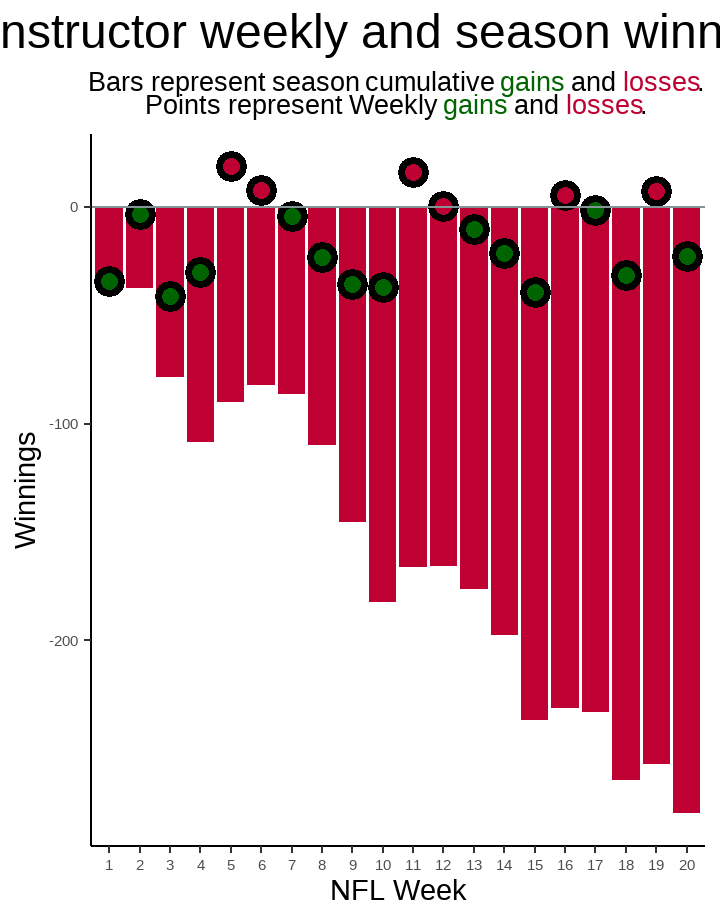 nstructor weekly and season winn
Bars represent season cumulative gains and losses.
Points represent Weekly gains and losses.
0
-100
-200
Winnings
1 2 3 4 5 6 7 8 9 10 11 12 13 14 15 16 17 18 19 20
NFL Week